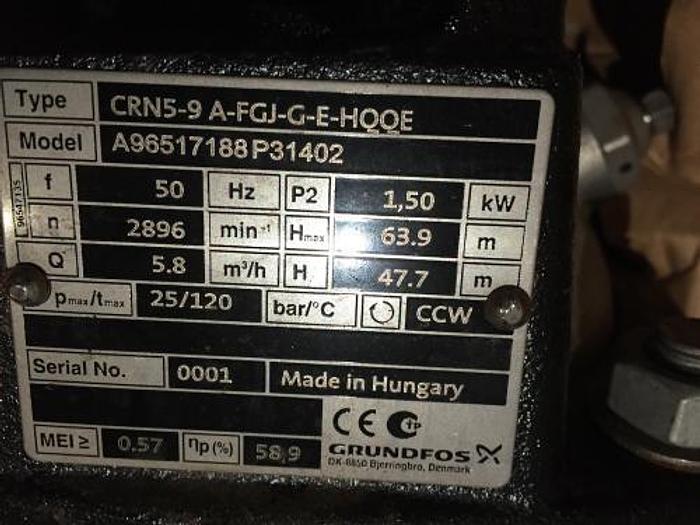 Type CRN5-9 A-FGJ-G-E-HQQE
Model A96517188P31402
f 50 Hz P2 1,50 kW
n 2896 min⁻¹ Hmax 63.9 m
Q 5.8 m³/h H 47.7 m
pmax/tmax 25/120 bar/°C CCW
Serial No. 0001 Made in Hungary
CE
MEI ≥ 0.57 ηp(%) 58,9 GRUNDFOS X
DK-8850 Bjerringbro, Denmark